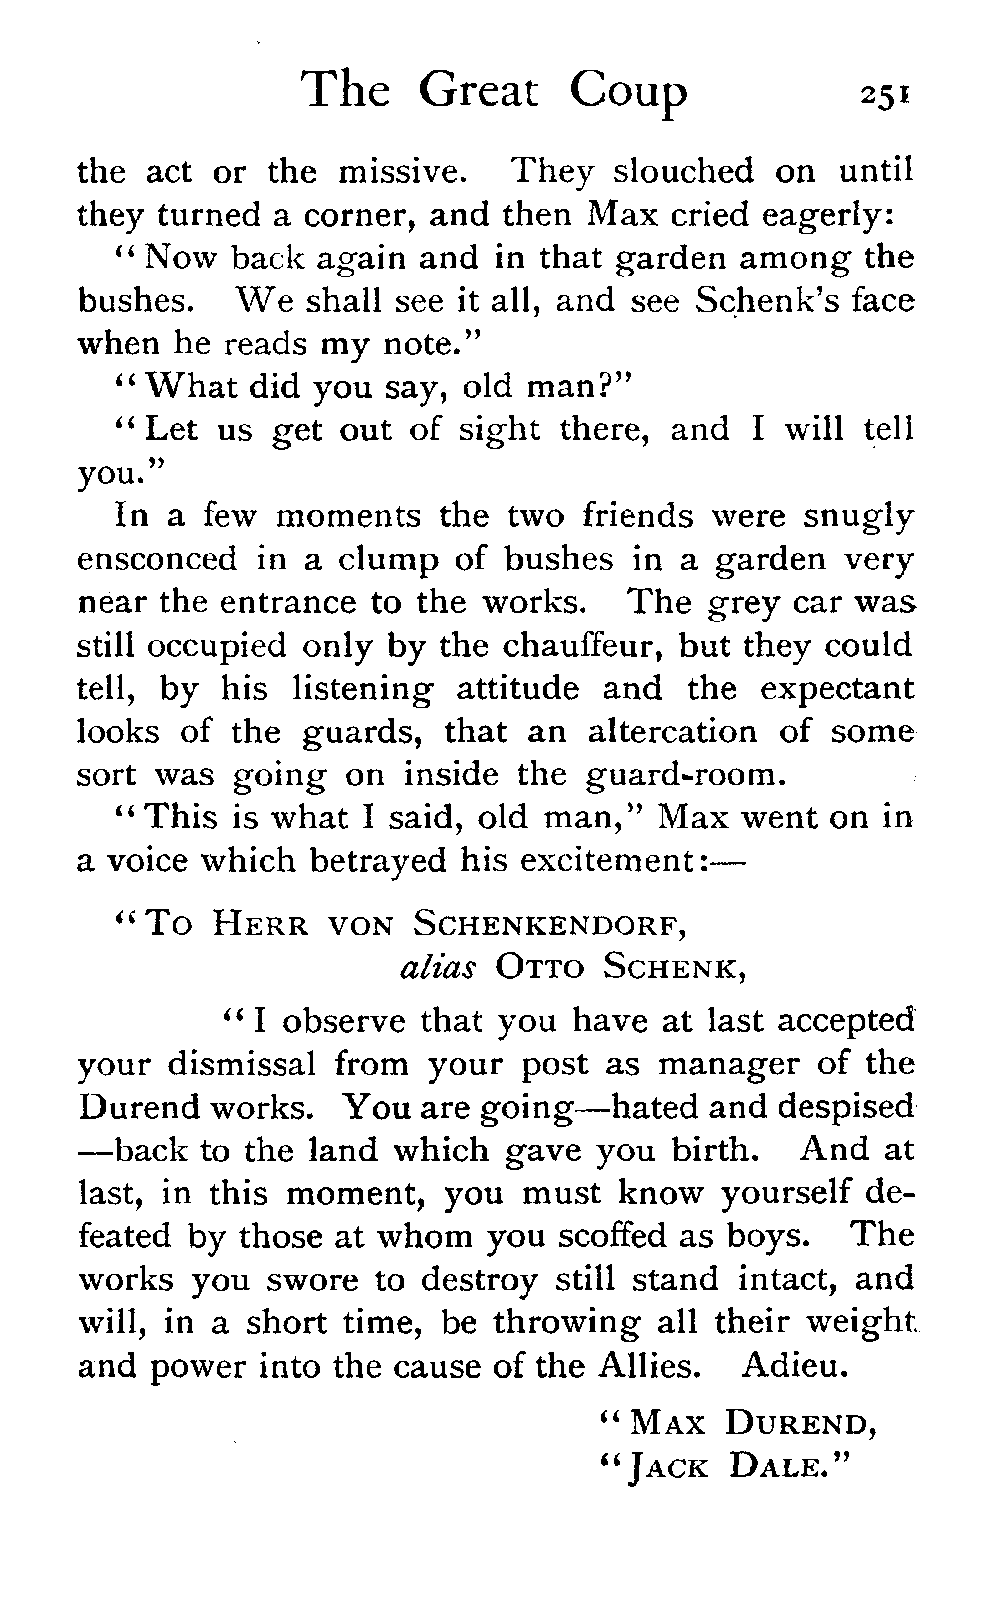 The Great Coup 251
the act or the missive. They slouched on until
they turned a corner, and then Max cried eagerly:
“Now back again and in that garden among the
bushes. We shall see it all, and see Schenk’s face
when he reads my note.”
“What did you say, old man?”
“Let us get out of sight there, and I will tell
you.”
In a few moments the two friends were snugly
ensconced in a clump of bushes in a garden very
near the entrance to the works. The grey car was
still occupied only by the chauffeur, but they could
tell, by his listening attitude and the expectant
looks of the guards, that an altercation of some
sort was going on inside the guard-room.
“This is what I said, old man,” Max went on in
a voice which betrayed his excitement:—
“To Herr von Schenkendorf,
alias Otto Schenk,
“I observe that you have at last accepted
your dismissal from your post as manager of the
Durend works. You are going—hated and despised
—back to the land which gave you birth. And at
last, in this moment, you must know yourself de-
feated by those at whom you scoffed as boys. The
works you swore to destroy still stand intact, and
will, in a short time, be throwing all their weight
and power into the cause of the Allies. Adieu.
“Max Durend,
“Jack Dale.”